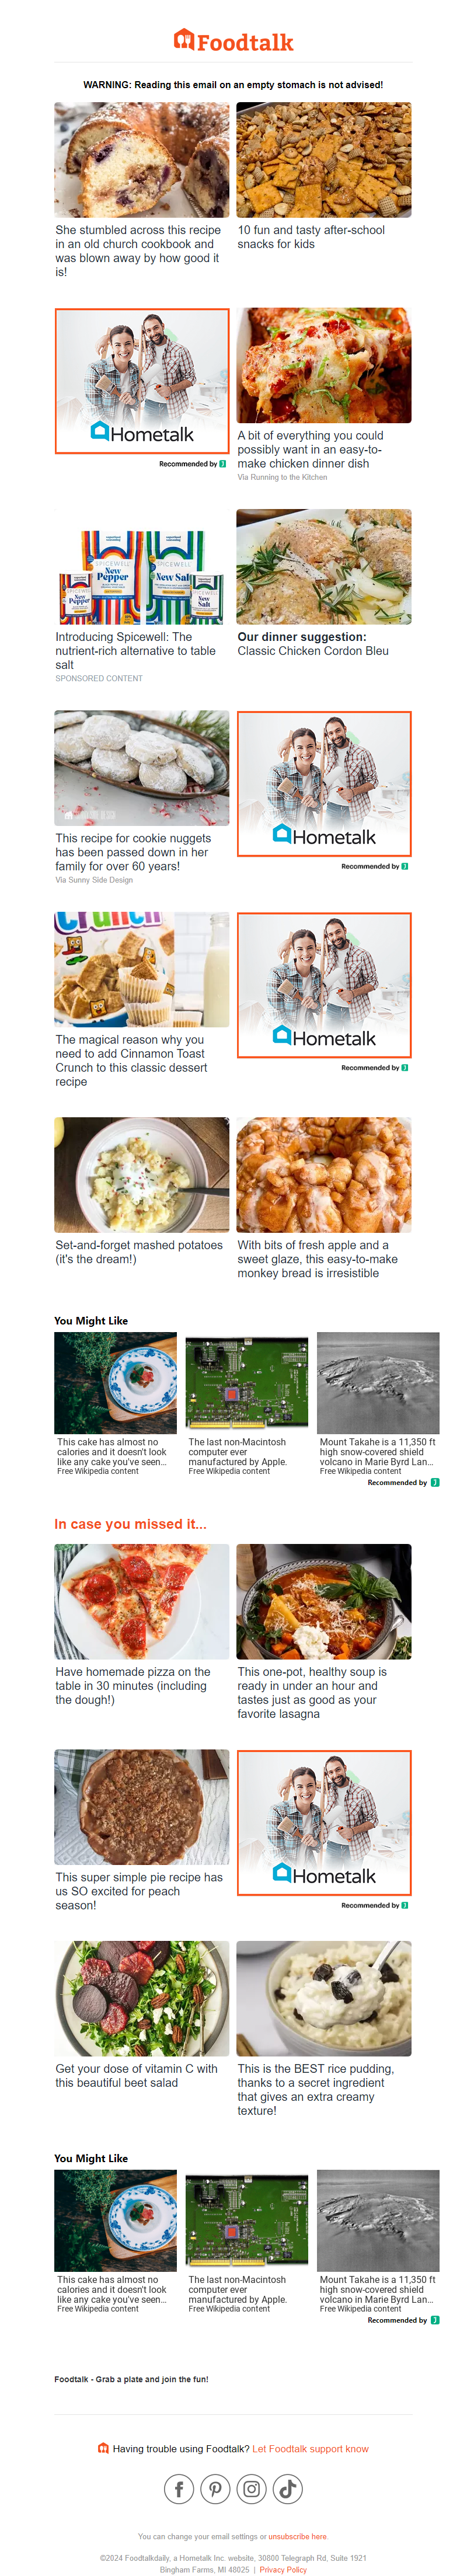 Foodtalk
WARNING: Reading this email on an empty stomach is not advised!
She stumbled across this recipe
in an old church cookbook and
was blown away by how good it
is!
10 fun and tasty after-school
snacks for kids
Hometalk
Recommended by
A bit of everything you could
possibly want in an easy-to-
make chicken dinner dish
Via Running to the Kitchen
SPICEWELL
New
Pepper
SPICEWELL
New Salt
New
Pepper
New
Salt
Introducing Spicewell: The
nutrient-rich alternative to table
salt
SPONSORED CONTENT
Our dinner suggestion:
Classic Chicken Cordon Bleu
This recipe for cookie nuggets
has been passed down in her
family for over 60 years!
Via Sunny Side Design
Hometalk
Recommended by
Crunch
The magical reason why you
need to add Cinnamon Toast
Crunch to this classic dessert
recipe
Hometalk
Recommended by
Set-and-forget mashed potatoes
(it's the dream!)
With bits of fresh apple and a
sweet glaze, this easy-to-make
monkey bread is irresistible
You Might Like
This cake has almost no
calories and it doesn't look
like any cake you've seen...
Free Wikipedia content
The last non-Macintosh
computer ever
manufactured by Apple.
Free Wikipedia content
Mount Takahe is a 11,350 ft
high snow-covered shield
volcano in Marie Byrd Lan...
Free Wikipedia content
Recommended by
In case you missed it...
Have homemade pizza on the
table in 30 minutes (including
the dough!)
This one-pot, healthy soup is
ready in under an hour and
tastes just as good as your
favorite lasagna
This super simple pie recipe has
us SO excited for peach
season!
Hometalk
Recommended by
Get your dose of vitamin C with
this beautiful beet salad
This is the BEST rice pudding,
thanks to a secret ingredient
that gives an extra creamy
texture!
You Might Like
This cake has almost no
calories and it doesn't look
like any cake you've seen...
Free Wikipedia content
The last non-Macintosh
computer ever
manufactured by Apple.
Free Wikipedia content
Mount Takahe is a 11,350 ft
high snow-covered shield
volcano in Marie Byrd Lan...
Free Wikipedia content
Recommended by
Foodtalk - Grab a plate and join the fun!
Having trouble using Foodtalk? Let Foodtalk support know
You can change your email settings or unsubscribe here
©2024 Foodtalkdaily, a Hometalk Inc. website, 30800 Telegraph Rd, Suite 1921
Bingham Farms, MI 48025 | Privacy Policy